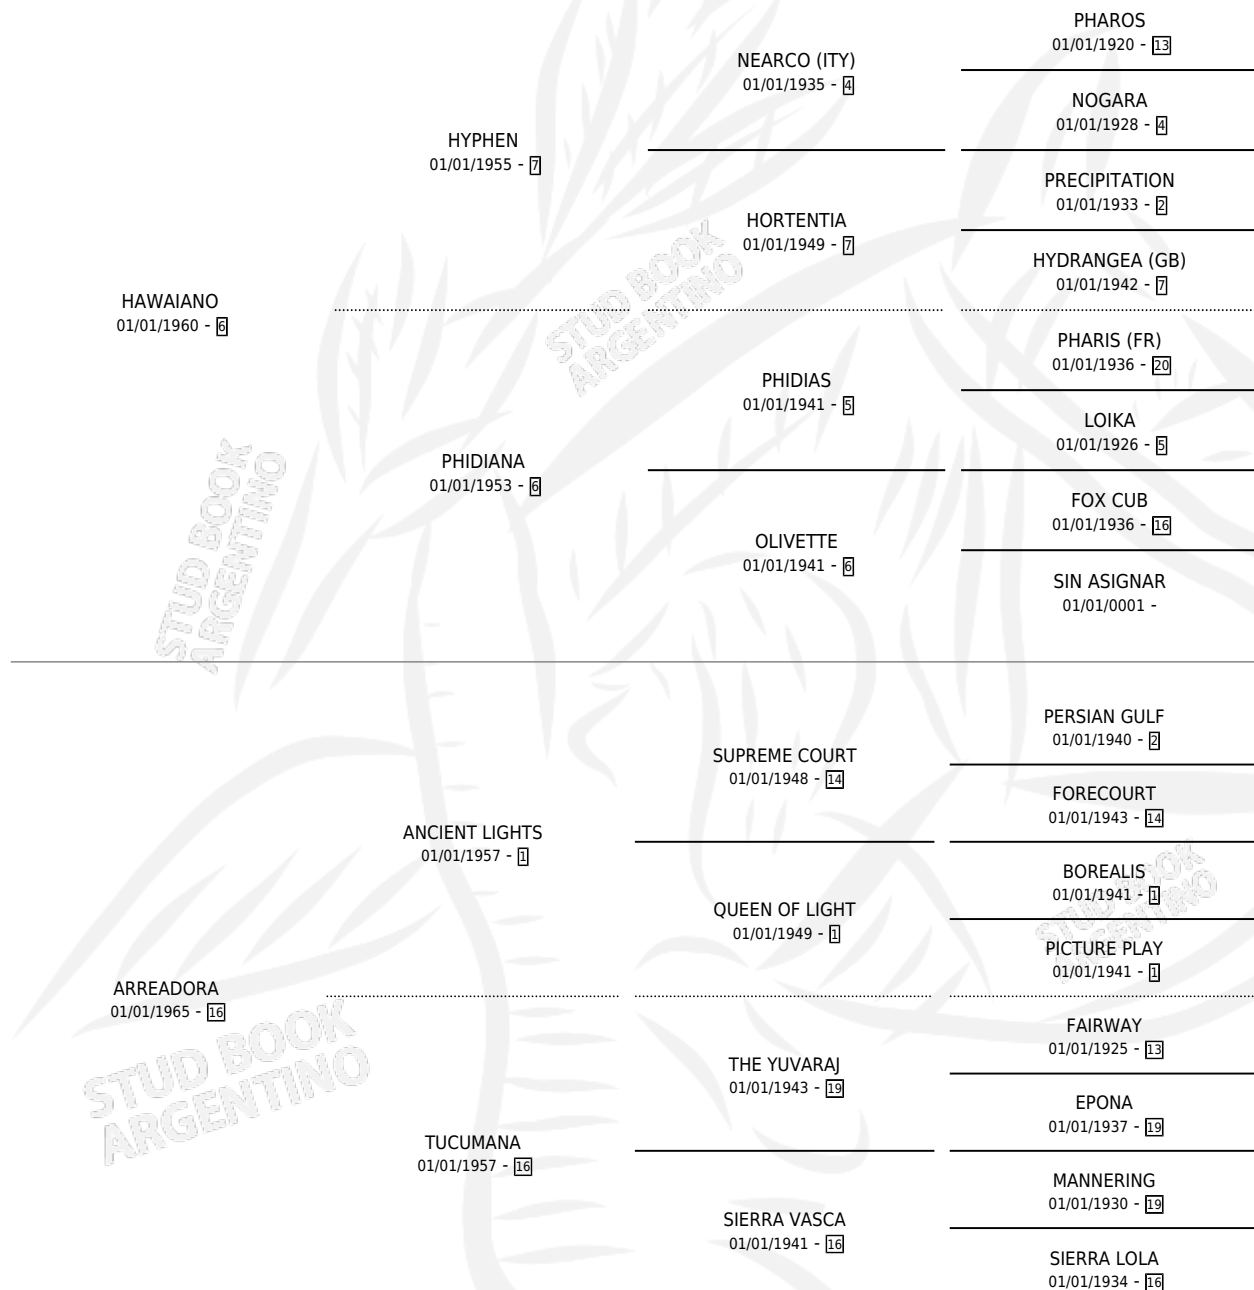 PHAROS
01/01/1920 - 13
NEARCO (ITY)
01/01/1935 - 4
NOGARA
01/01/1928 - 4
HYPHEN
01/01/1955 - 7
PRECIPITATION
01/01/1933 - 2
HORTENTIA
01/01/1949 - 7
HYDRANGEA (GB)
01/01/1942 - 7
HAWAIANO
01/01/1960 - 6
PHARIS (FR)
01/01/1936 - 20
PHIDIAS
01/01/1941 - 5
LOIKA
01/01/1926 - 5
PHIDIANA
01/01/1953 - 6
FOX CUB
01/01/1936 - 16
OLIVETTE
01/01/1941 - 6
SIN ASIGNAR
01/01/0001 -
PERSIAN GULF
01/01/1940 - 2
SUPREME COURT
01/01/1948 - 14
FORECOURT
01/01/1943 - 14
ANCIENT LIGHTS
01/01/1957 - 1
BOREALIS
01/01/1941 - 1
QUEEN OF LIGHT
01/01/1949 - 1
PICTURE PLAY
01/01/1941 - 1
ARREADORA
01/01/1965 - 16
FAIRWAY
01/01/1925 - 13
THE YUVARAJ
01/01/1943 - 19
EPONA
01/01/1937 - 19
TUCUMANA
01/01/1957 - 16
MANNERING
01/01/1930 - 19
SIERRA VASCA
01/01/1941 - 16
SIERRA LOLA
01/01/1934 - 16
STUD BOOK
ARGENTINO
STUD BOOK
ARGENTINO
STUD BOOK
ARGENTINO
STUD BOOK
ARGENTINO